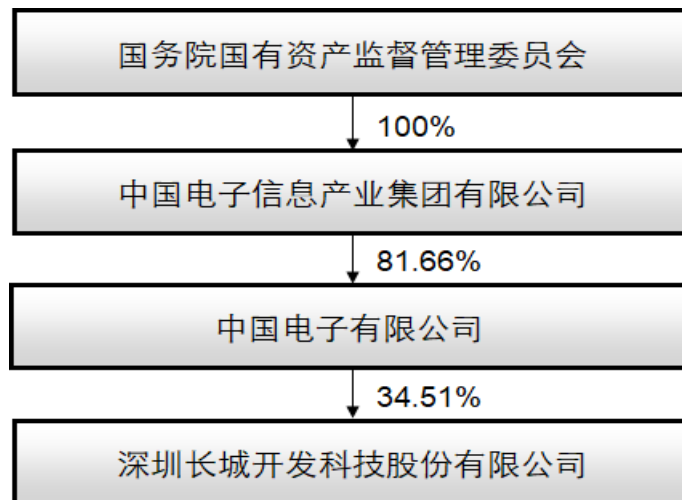 国务院国有资产监督管理委员会
100%
中国电子信息产业集团有限公司
81.66%
中国电子有限公司
34.51%
深圳长城开发科技股份有限公司